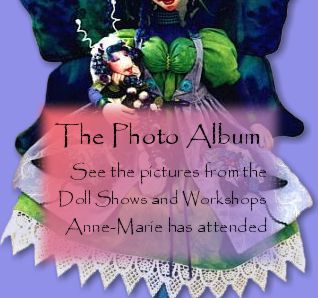 The Photo Album
See the pictures from the
Doll Shows and Workshops
Anne-Marie has attended